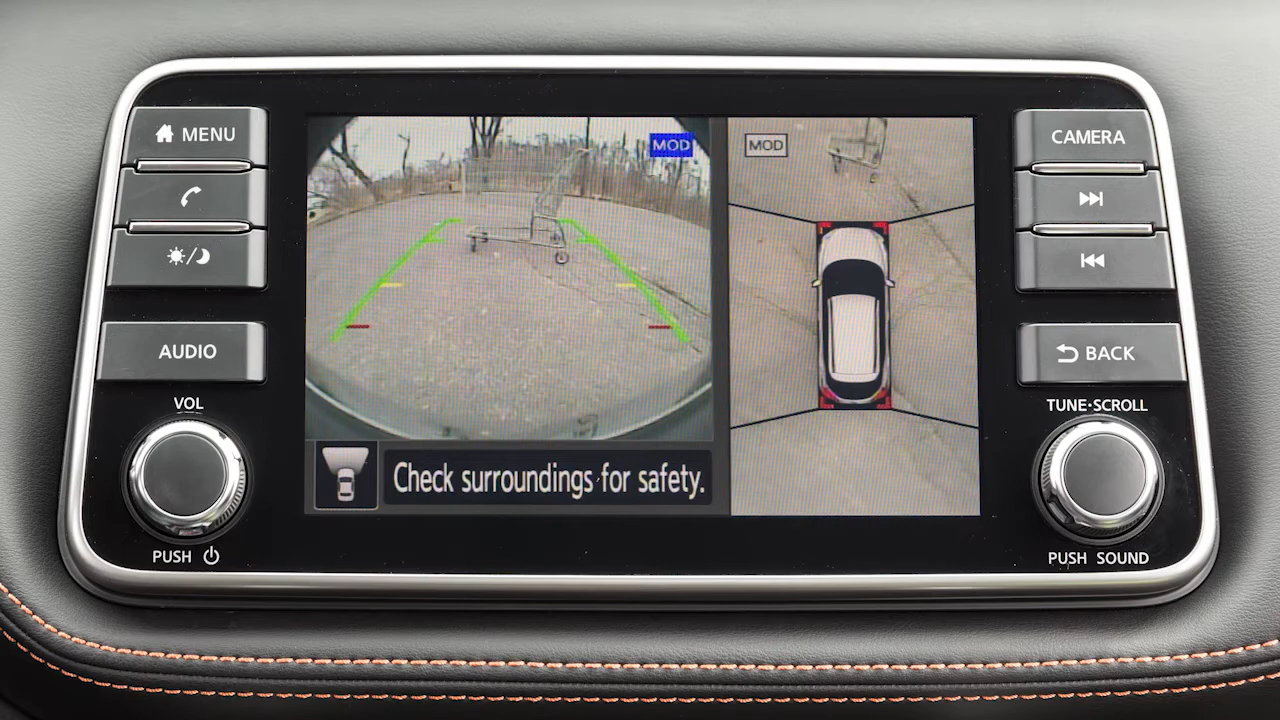 MENU
AUDIO
VOL
PUSH
MOD
MOD
Check surroundings for safety.
CAMERA
BACK
TUNE·SCROLL
PUSH SOUND